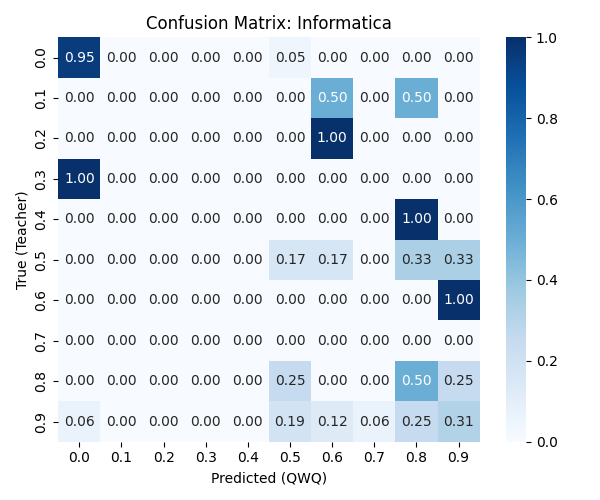 Confusion Matrix: Informatica
True (Teacher)
0.0 0.95 0.00 0.00 0.00 0.00 0.05 0.00 0.00 0.00 0.00
0.1 0.00 0.00 0.00 0.00 0.00 0.00 0.50 0.00 0.50 0.00
0.2 0.00 0.00 0.00 0.00 0.00 0.00 1.00 0.00 0.00 0.00
0.3 1.00 0.00 0.00 0.00 0.00 0.00 0.00 0.00 0.00 0.00
0.4 0.00 0.00 0.00 0.00 0.00 0.00 0.00 0.00 1.00 0.00
0.5 0.00 0.00 0.00 0.00 0.00 0.17 0.17 0.00 0.33 0.33
0.6 0.00 0.00 0.00 0.00 0.00 0.00 0.00 0.00 0.00 1.00
0.7 0.00 0.00 0.00 0.00 0.00 0.00 0.00 0.00 0.00 0.00
0.8 0.00 0.00 0.00 0.00 0.00 0.25 0.00 0.00 0.50 0.25
0.9 0.06 0.00 0.00 0.00 0.00 0.19 0.12 0.06 0.25 0.31
0.0 0.1 0.2 0.3 0.4 0.5 0.6 0.7 0.8 0.9
Predicted (QWQ)
1.0
0.8
0.6
0.4
0.2
0.0